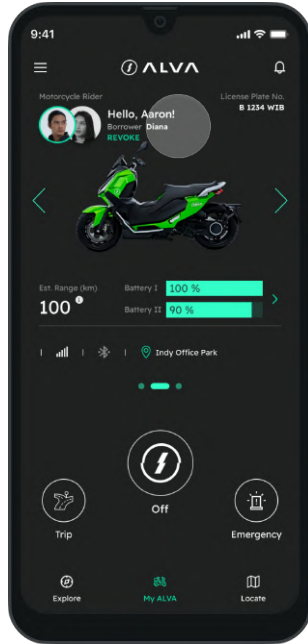 9:41
ALVA
Motorcycle Rider
License Plate No.
Hello, Aaron!
B 1234 WIB
Borrower Diana
REVOKE
Est. Range (km)
100
Battery I
100 %
Battery II
90 %
Indy Office Park
Off
Trip
Emergency
Explore
My ALVA
Locate